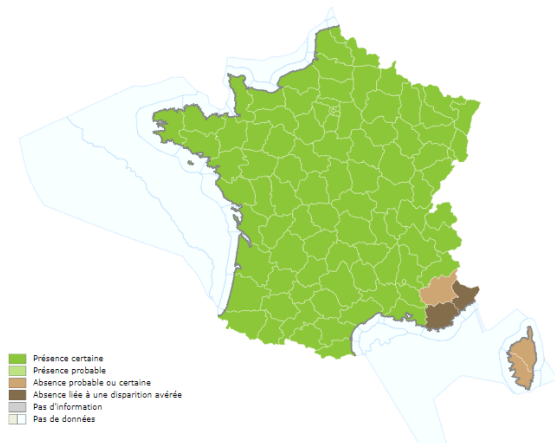 Présence certaine
Présence probable
Absence probable ou certaine
Absence liée à une disparition avérée
Pas d'information
Pas de données